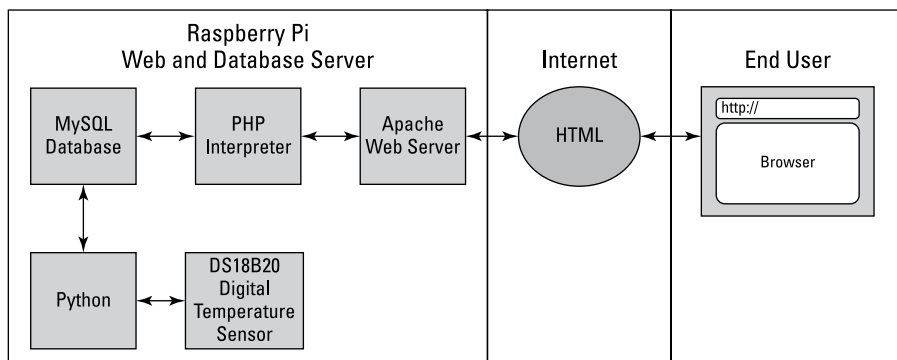 Raspberry Pi
Web and Database Server
Internet
End User
MySQL
Database
PHP
Interpreter
Apache
Web Server
HTML
http://
Browser
Python
DS18B20
Digital
Temperature
Sensor